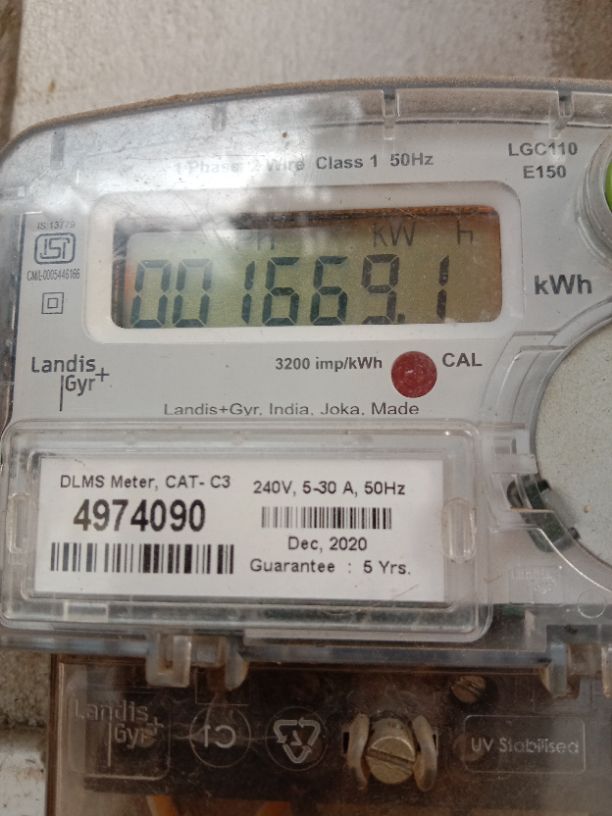 1 Phase 2 Wire Class 1 50Hz
LGC110
E150
IS:13779
ISI
CM/L-0005446166
kW h
001669.1
kWh
Landis
Gyr+
3200 imp/kWh
CAL
Landis+Gyr, India, Joka, Made
DLMS Meter, CAT- C3
4974090
240V, 5-30 A, 50Hz
Dec, 2020
Guarantee : 5 Yrs.
Landis
Gyr+
UV Stabilised